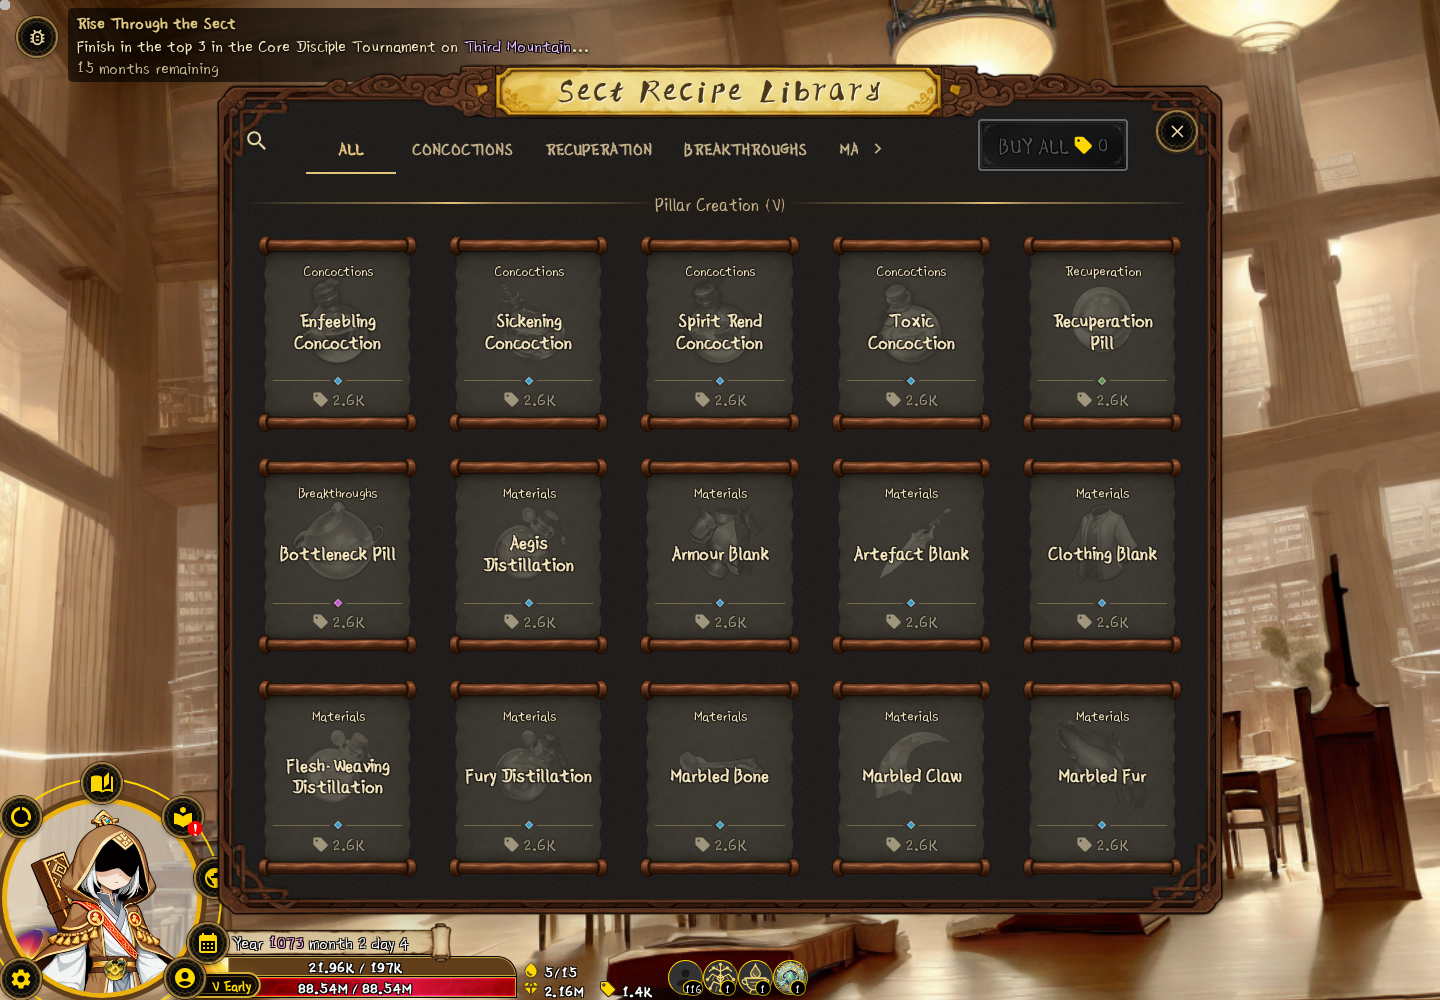 Rise Through the Sect
Finish in the top 3 in the Core Disciple Tournament on Third Mountain...
15 months remaining
Sect Recipe Library
ALL
CONCOCTIONS
RECUPERATION
BREAKTHROUGHS
MA
BUY ALL 0
Pillar Creation (V)
Concoctions
Enfeebling
Concoction
2.6K
Concoctions
Sickening
Concoction
2.6K
Concoctions
Spirit Rend
Concoction
2.6K
Concoctions
Toxic
Concoction
2.6K
Recuperation
Recuperation
Pill
2.6K
Breakthroughs
Bottleneck Pill
2.6K
Materials
Aegis
Distillation
2.6K
Materials
Armour Blank
2.6K
Materials
Artefact Blank
2.6K
Materials
Clothing Blank
2.6K
Materials
Flesh-Weaving
Distillation
2.6K
Materials
Fury Distillation
2.6K
Materials
Marbled Bone
2.6K
Materials
Marbled Claw
2.6K
Materials
Marbled Fur
2.6K
Year 1073 month 2 day 4
21.96K / 197K
V Early
88.54M / 88.54M
5/15
2.16M
1.4K
116
1
1
1